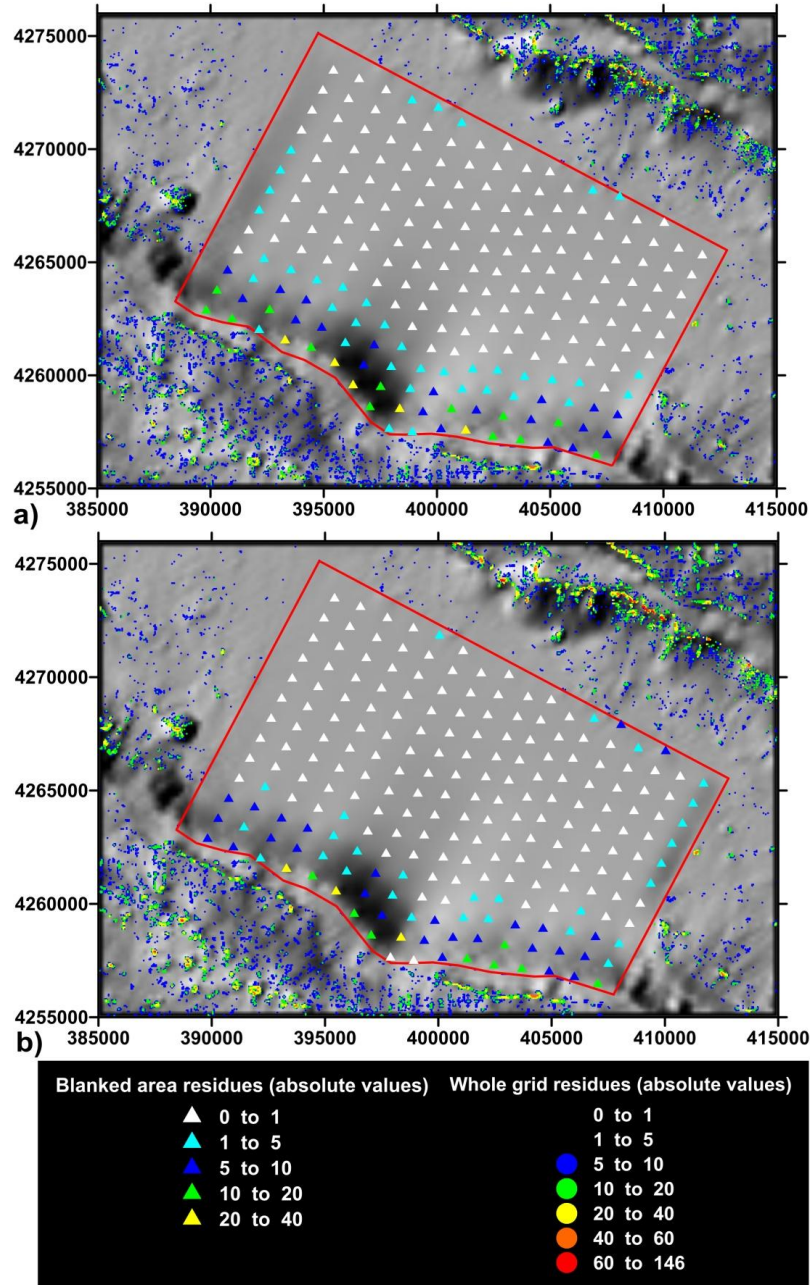 4275000
4270000
4265000
4260000
4255000
a)
385000 390000 395000 400000 405000 410000 415000
4275000
4270000
4265000
4260000
4255000
b)
385000 390000 395000 400000 405000 410000 415000
Blanked area residues (absolute values)
0 to 1
1 to 5
5 to 10
10 to 20
20 to 40
Whole grid residues (absolute values)
0 to 1
1 to 5
5 to 10
10 to 20
20 to 40
40 to 60
60 to 146